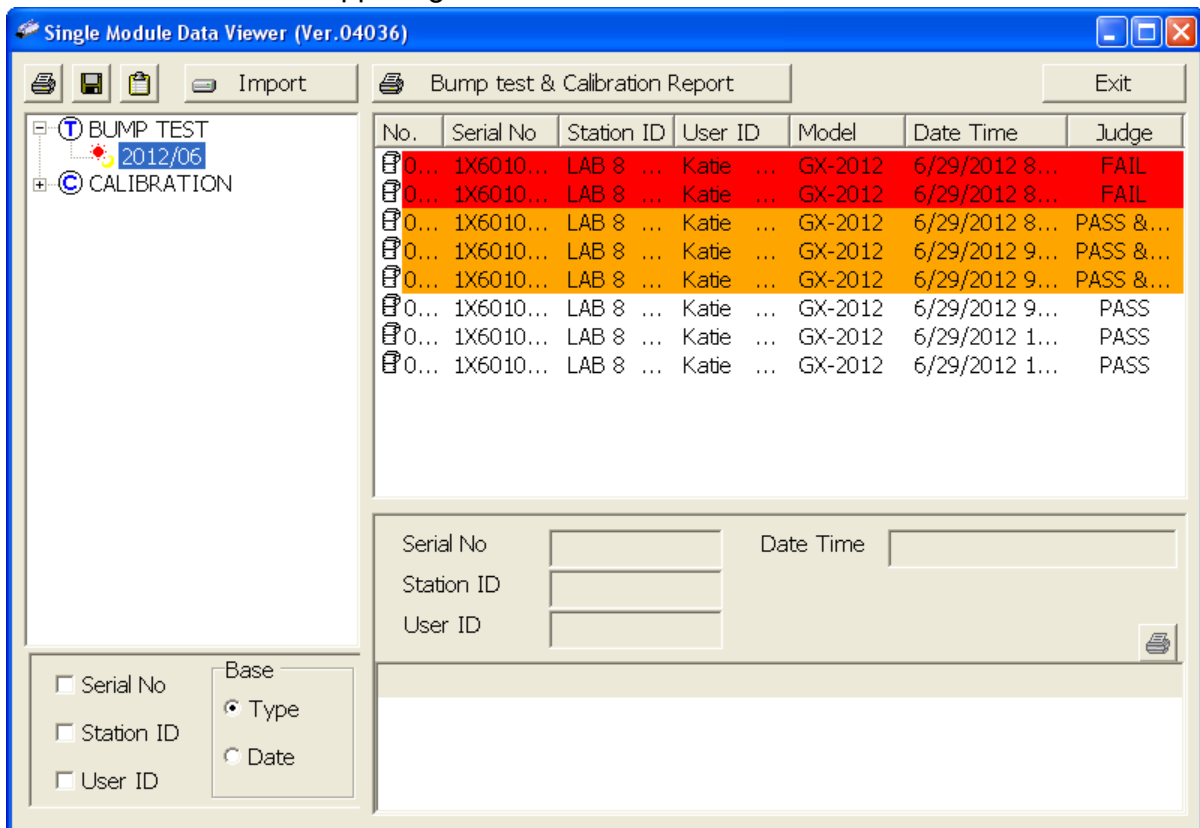 Single Module Data Viewer (Ver.04036)
Import
Bump test & Calibration Report
Exit
T BUMP TEST
2012/06
C CALIBRATION
No. Serial No Station ID User ID Model Date Time Judge
0... 1X6010... LAB 8 ... Katie ... GX-2012 6/29/2012 8... FAIL
0... 1X6010... LAB 8 ... Katie ... GX-2012 6/29/2012 8... FAIL
0... 1X6010... LAB 8 ... Katie ... GX-2012 6/29/2012 8... PASS &...
0... 1X6010... LAB 8 ... Katie ... GX-2012 6/29/2012 9... PASS &...
0... 1X6010... LAB 8 ... Katie ... GX-2012 6/29/2012 9... PASS &...
0... 1X6010... LAB 8 ... Katie ... GX-2012 6/29/2012 9... PASS
0... 1X6010... LAB 8 ... Katie ... GX-2012 6/29/2012 1... PASS
0... 1X6010... LAB 8 ... Katie ... GX-2012 6/29/2012 1... PASS
Serial No
Date Time
Station ID
User ID
Serial No
Station ID
User ID
Base
Type
Date